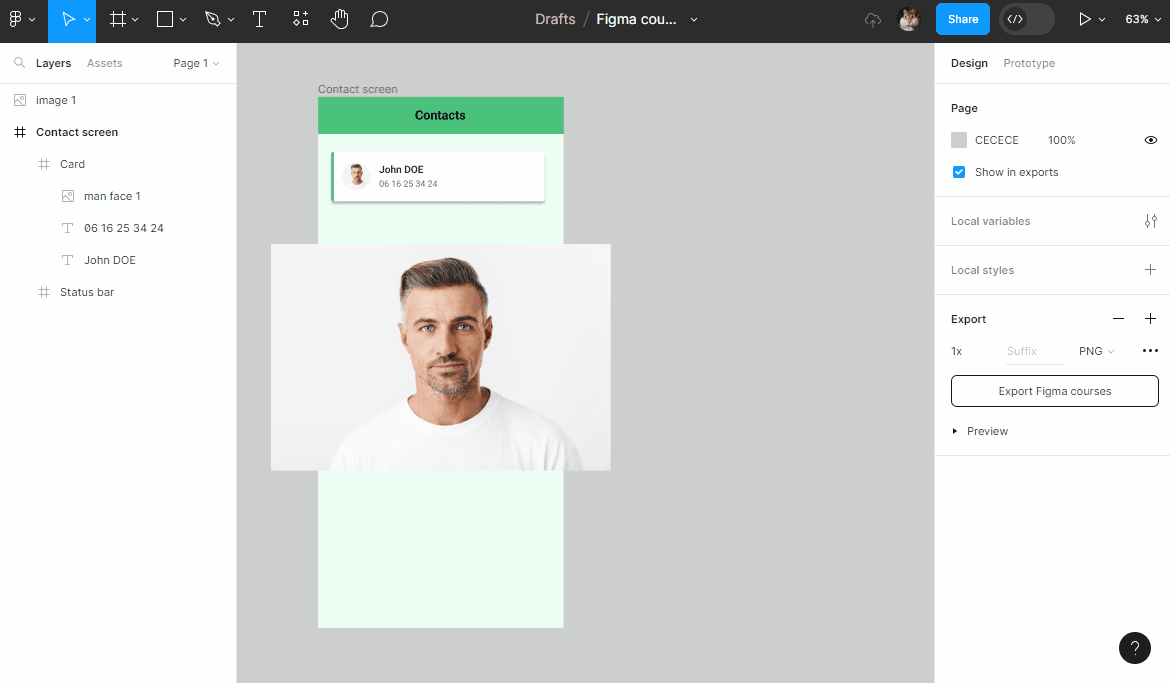 Drafts / Figma cou...
Share
63%
Layers Assets Page 1
image 1
Contact screen
Card
man face 1
06 16 25 34 24
John DOE
Status bar
Contact screen
Contacts
John DOE
06 16 25 34 24
Design Prototype
Page
CECECE 100%
Show in exports
Local variables
Local styles
Export
1x Suffix PNG
Export Figma courses
Preview
?